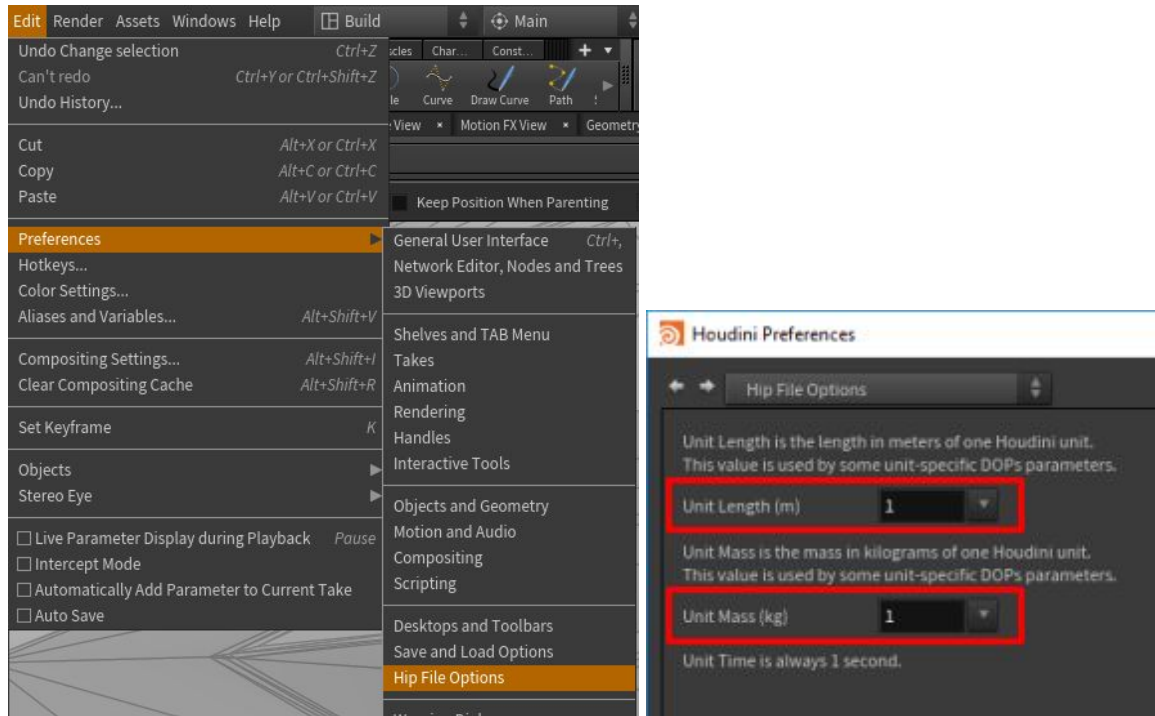 Edit Render Assets Windows Help Build Main
Undo Change selection Ctrl+Z
Can't redo Ctrl+Y or Ctrl+Shift+Z
Undo History...
Cut Alt+X or Ctrl+X
Copy Alt+C or Ctrl+C
Paste Alt+V or Ctrl+V
Preferences
Hotkeys...
Color Settings...
Aliases and Variables... Alt+Shift+V
Compositing Settings... Alt+Shift+I
Clear Compositing Cache Alt+Shift+R
Set Keyframe K
Objects
Stereo Eye
Live Parameter Display during Playback Pause
Intercept Mode
Automatically Add Parameter to Current Take
Auto Save
Char... Const...
Curve Draw Curve Path
View × Motion FX View ×
Keep Position When Parenting
General User Interface Ctrl+,
Network Editor, Nodes and Trees
3D Viewports
Shelves and TAB Menu
Takes
Animation
Rendering
Handles
Interactive Tools
Objects and Geometry
Motion and Audio
Compositing
Scripting
Desktops and Toolbars
Save and Load Options
Hip File Options
Houdini Preferences
Hip File Options
Unit Length is the length in meters of one Houdini unit.
This value is used by some unit-specific DOPs parameters.
Unit Length (m) 1
Unit Mass is the mass in kilograms of one Houdini unit.
This value is used by some unit-specific DOPs parameters.
Unit Mass (kg) 1
Unit Time is always 1 second.